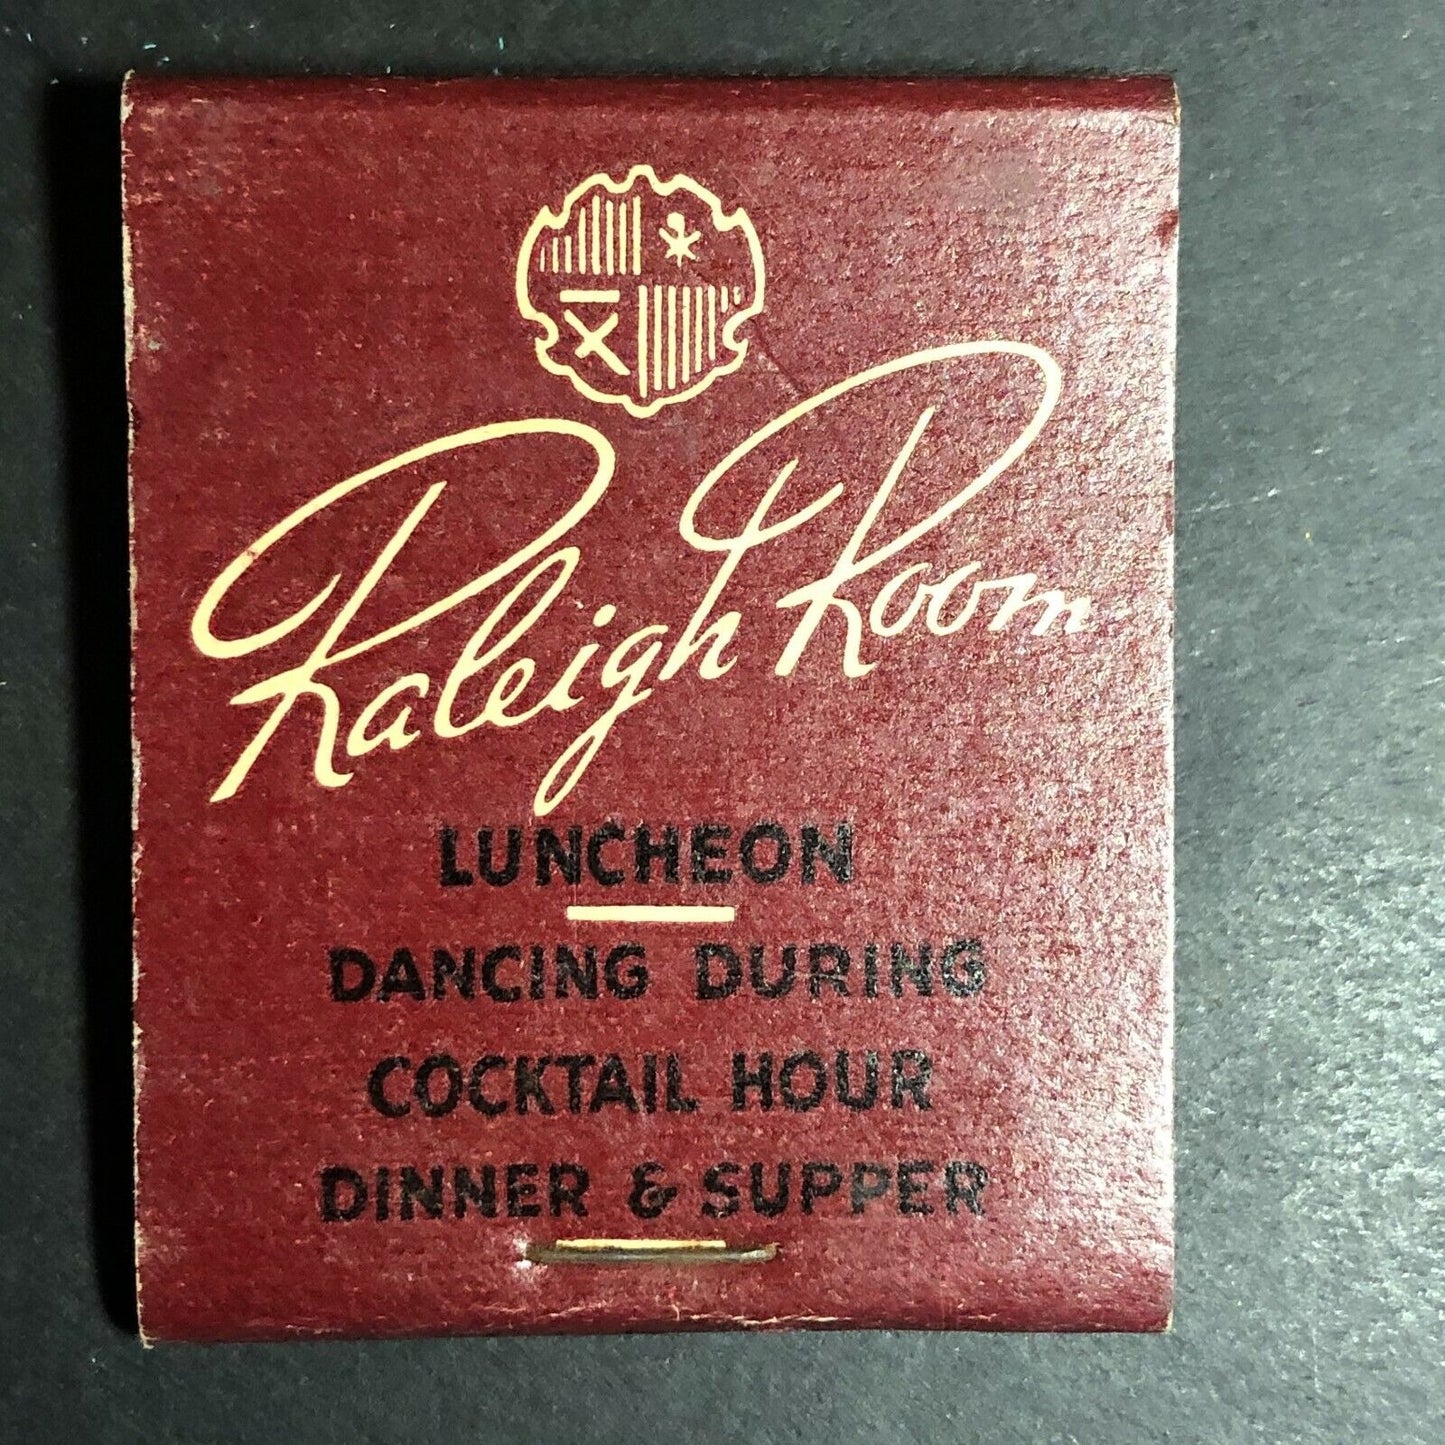 Raleigh Room
LUNCHEON
DANCING DURING
COCKTAIL HOUR
DINNER & SUPPER